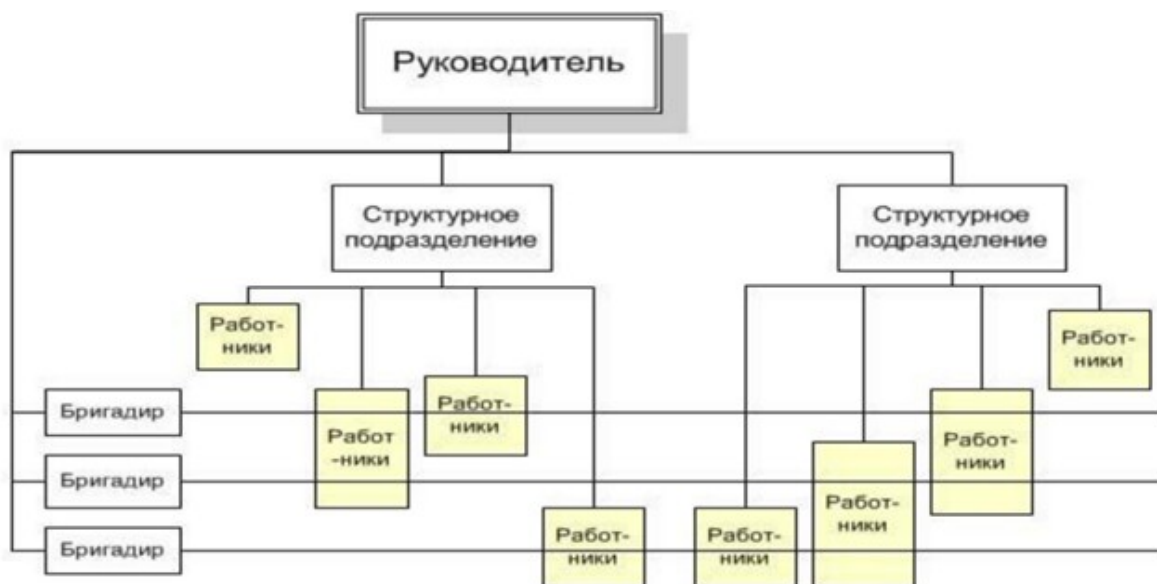 Руководитель
Структурное
подразделение
Структурное
подразделение
Работ-
ники
Работ-
ники
Работ-
ники
Бригадир
Работ
-ники
Работ-
ники
Бригадир
Работ-
ники
Бригадир
Работ-
ники
Работ-
ники